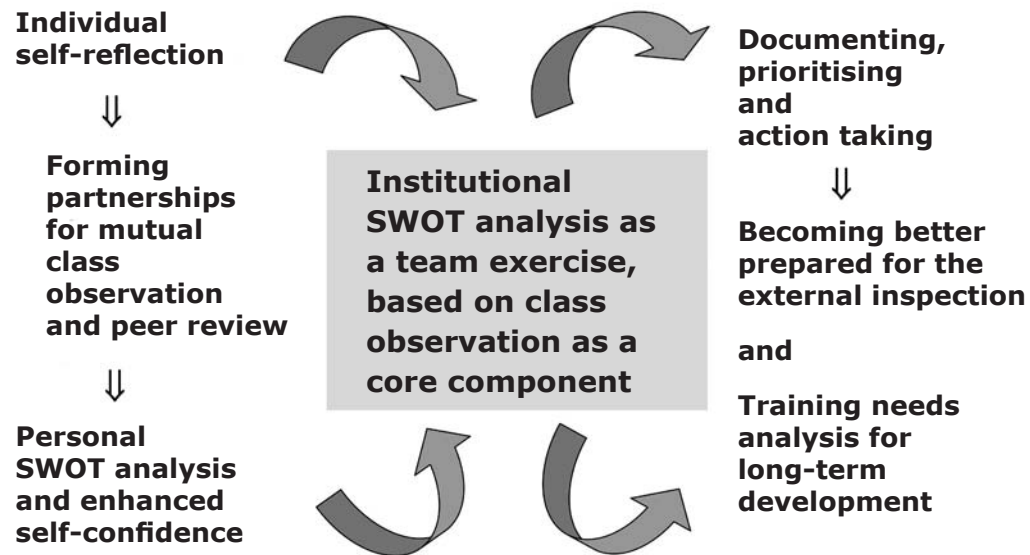 Individual
self-reflection
⇓
Forming
partnerships
for mutual
class
observation
and peer review
⇓
Personal
SWOT analysis
and enhanced
self-confidence
Institutional
SWOT analysis as
a team exercise,
based on class
observation as a
core component
Documenting,
prioritising
and
action taking
⇓
Becoming better
prepared for the
external inspection
and
Training needs
analysis for
long-term
development